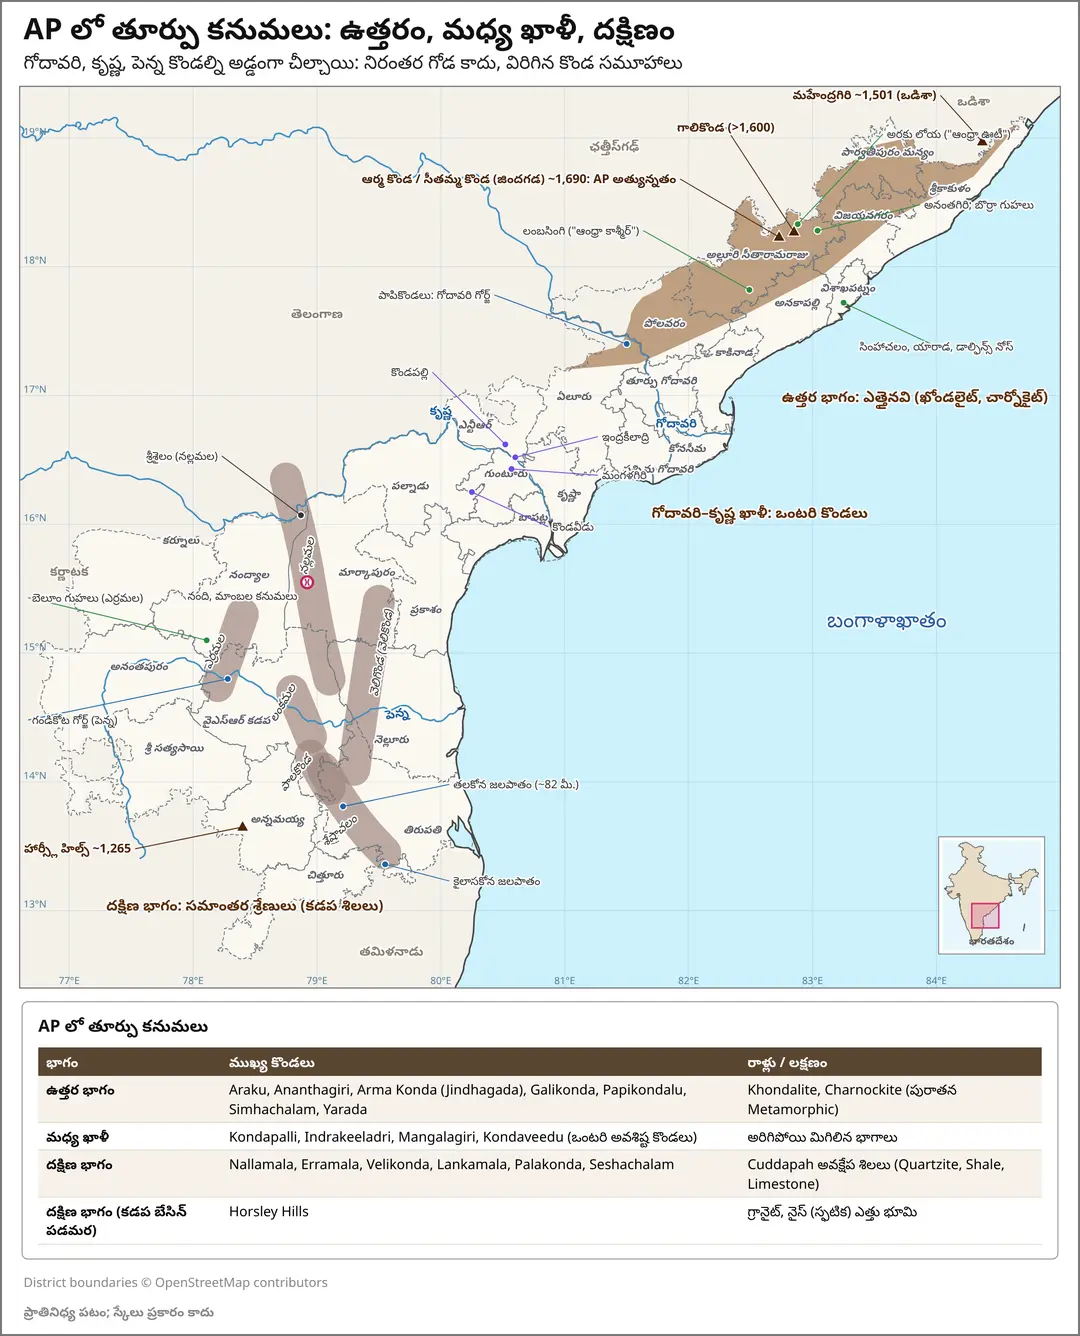 AP లో తూర్పు కనుమలు: ఉత్తరం, మధ్య ఖాళీ, దక్షిణం
గోదావరి, కృష్ణ, పెన్న కొండల్ని అడ్డంగా చీల్చాయి: నిరంతర గోడ కాదు, విరిగిన కొండ సమూహాలు
మహేంద్రగిరి ~1,501 (ఒడిశా)
ఒడిశా
గాలికొండ (>1,600)
అరకు లోయ ("ఆంధ్రా ఊటీ")
19°N
ఛత్తీస్‌గఢ్
పార్వతీపురం మన్యం
ఆర్మ కొండ / సీతమ్మ కొండ (జిందగడ) ~1,690: AP అత్యున్నతం
శ్రీకాకుళం
అనంతగిరి; బొర్రా గుహలు
విజయనగరం
లంబసింగి ("ఆంధ్రా కాశ్మీర్")
అల్లూరి సీతారామరాజు
18°N
విశాఖపట్నం
పాపికొండలు: గోదావరి గోర్జ్
అనకాపల్లి
తెలంగాణ
పోలవరం
సింహాచలం, యారాడ, డాల్ఫిన్స్ నోస్
కాకినాడ
కొండపల్లి
తూర్పు గోదావరి
17°N
ఏలూరు
ఉత్తర భాగం: ఎత్తైనవి (ఖోండలైట్, చార్నోకైట్)
కృష్ణ
ఎన్టీఆర్
గోదావరి
ఇంద్రకీలాద్రి
కోనసీమ
శ్రీశైలం (నల్లమల)
గుంటూరు
మంగళగిరి
పశ్చిమ గోదావరి
పల్నాడు
కృష్ణా
గోదావరి–కృష్ణ ఖాళీ: ఒంటరి కొండలు
16°N
బాపట్ల
కొండవీడు
కర్నూలు
నల్లమల
కర్ణాటక
నంద్యాల
మార్కాపురం
బెలూం గుహలు (ఎర్రమల)
నంది, మాంబల కనుమలు
ప్రకాశం
బంగాళాఖాతం
15°N
ఎర్రమల
వెలిగొండ (వెలికొండ)
అనంతపురం
లంకమల
పెన్న
గండికోట గోర్జ్ (పెన్న)
వైఎస్ఆర్ కడప
నెల్లూరు
శ్రీ సత్యసాయి
14°N
పాలకొండ
తలకోన జలపాతం (~82 మీ.)
అన్నమయ్య
శేషాచలం
తిరుపతి
హార్స్లీ హిల్స్ ~1,265
చిత్తూరు
కైలాసకోన జలపాతం
13°N
దక్షిణ భాగం: సమాంతర శ్రేణులు (కడప శిలలు)
తమిళనాడు
భారతదేశం
77°E 78°E 79°E 80°E 81°E 82°E 83°E 84°E
AP లో తూర్పు కనుమలు
భాగం ముఖ్య కొండలు రాళ్లు / లక్షణం
ఉత్తర భాగం Araku, Ananthagiri, Arma Konda (Jindhagada), Galikonda, Papikondalu, Khondalite, Charnockite (పురాతన
Simhachalam, Yarada Metamorphic)
మధ్య ఖాళీ Kondapalli, Indrakeeladri, Mangalagiri, Kondaveedu (ఒంటరి అవశిష్ట కొండలు) అరిగిపోయి మిగిలిన భాగాలు
దక్షిణ భాగం Nallamala, Erramala, Velikonda, Lankamala, Palakonda, Seshachalam Cuddapah అవక్షేప శిలలు (Quartzite, Shale,
Limestone)
దక్షిణ భాగం (కడప బేసిన్ Horsley Hills గ్రానైట్, నైస్ (స్ఫటిక) ఎత్తు భూమి
పడమర)
District boundaries © OpenStreetMap contributors
ప్రాతినిధ్య పటం; స్కేలు ప్రకారం కాదు